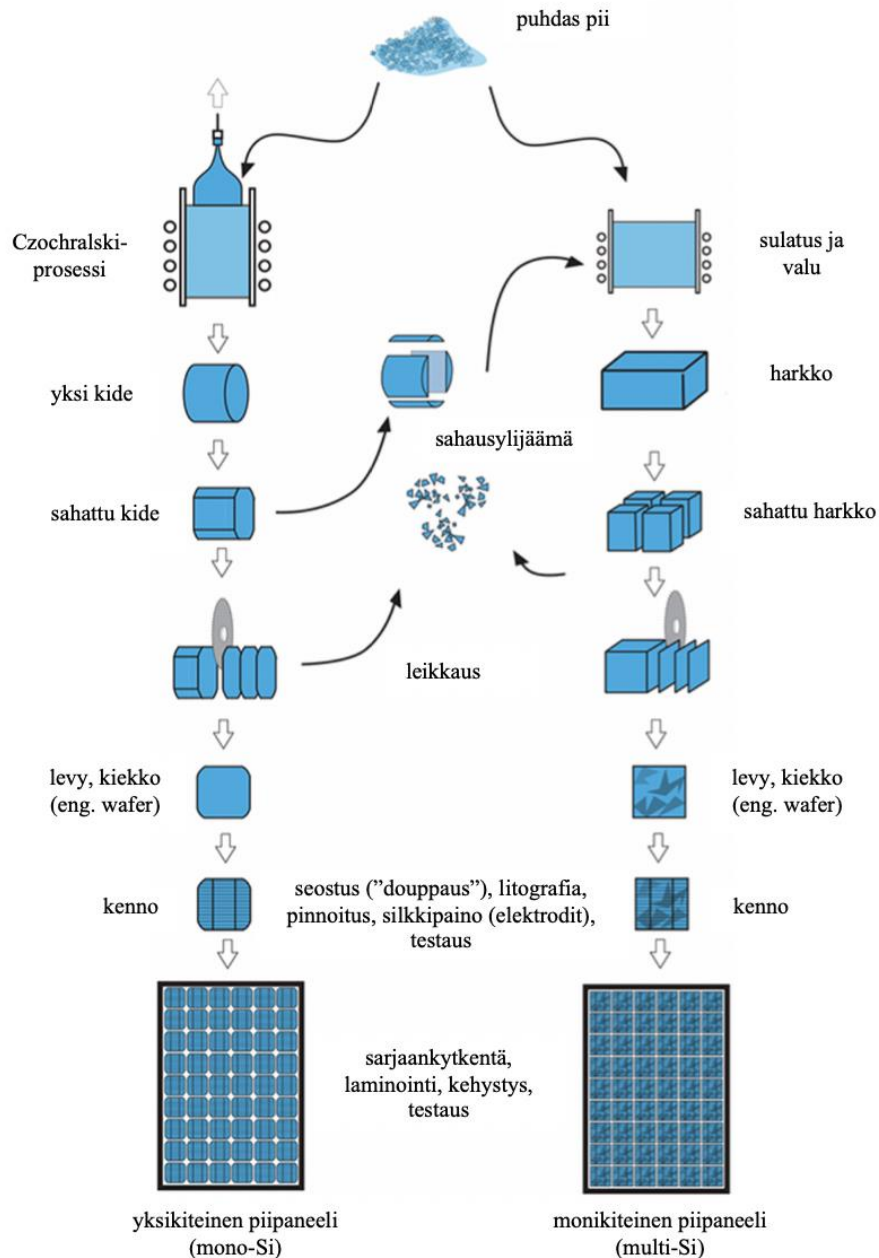 puhdas pii
Czochralski-
prosessi
sulatus ja
valu
yksi kide
harkko
sahausylijäämä
sahattu kide
sahattu harkko
leikkaus
levy, kiekko
(eng. wafer)
levy, kiekko
(eng. wafer)
kenno
seostus (”douppaus”), litografia,
pinnoitus, silkkipaino (elektrodit),
testaus
kenno
sarjaankytkentä,
laminointi, kehystys,
testaus
yksikiteinen piipaneeli
(mono-Si)
monikiteinen piipaneeli
(multi-Si)